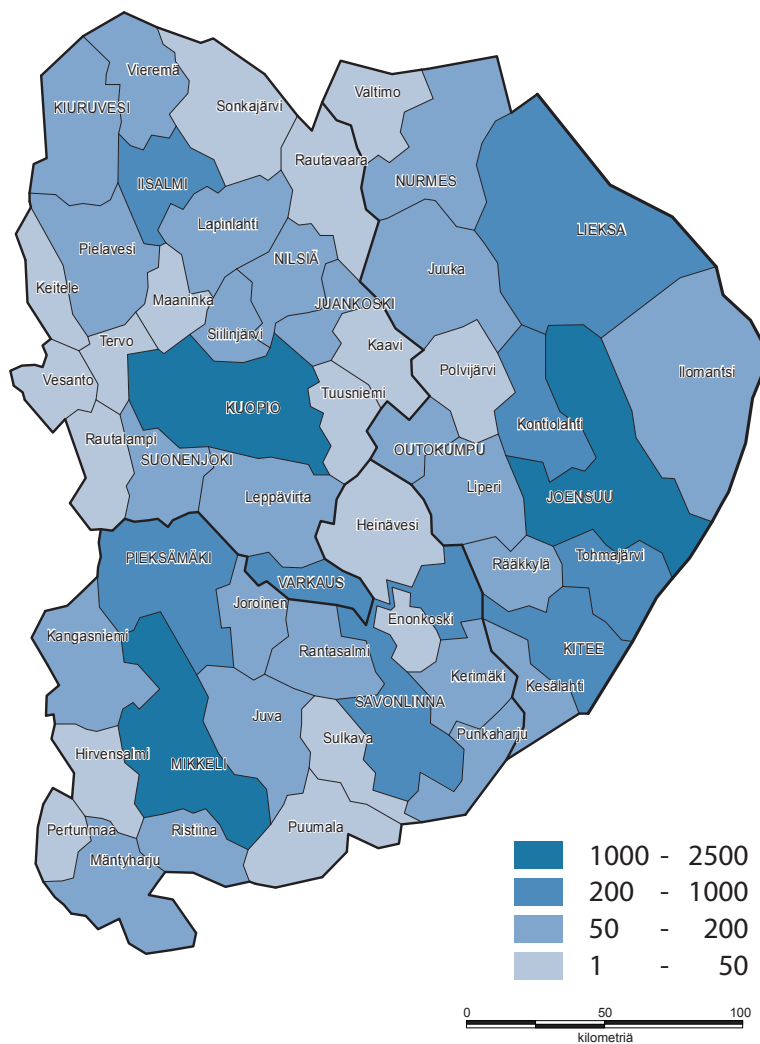 Vieremä
KIURUVESI
Sonkajärvi
Valtimo
Rautavaara
IISALMI
NURMES
Lapinlahti
LIEKSA
Pielavesi
NILSIÄ
Juuka
Keitele
Maaninka
JUANKOSKI
Siilinjärvi
Tervo
Kaavi
Polvijärvi
Ilomantsi
Vesanto
Tuusniemi
KUOPIO
Kontiolahti
Rautalampi
SUONENJOKI
OUTOKUMPU
Liperi
Leppävirta
JOENSUU
Heinävesi
PIEKSÄMÄKI
Rääkkylä
Tohmajärvi
VARKAUS
Joroinen
Enonkoski
Kangasniemi
Rantasalmi
KITEE
Kerimäki
Kesälahti
SAVONLINNA
Juva
Sulkava
Punkaharju
Hirvensalmi
MIKKELI
Pertunmaa
Ristiina
Puumala
Mäntyharju
1000 - 2500
200 - 1000
50 - 200
1 - 50
0 50 100
kilometriä